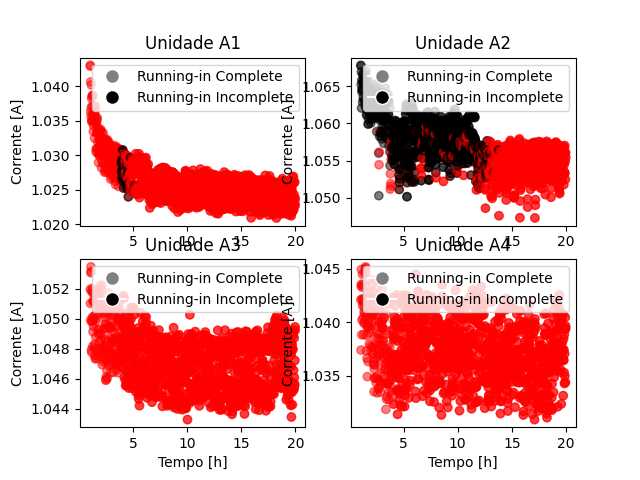 Unidade A1
Corrente [A]
1.040
1.035
1.030
1.025
1.020
5
10
15
20
Running-in Complete
Running-in Incomplete
Unidade A2
Corrente [A]
1.065
1.060
1.055
1.050
5
10
15
20
Running-in Complete
Running-in Incomplete
Unidade A3
Corrente [A]
1.052
1.050
1.048
1.046
1.044
5
10
15
20
Tempo [h]
Running-in Complete
Running-in Incomplete
Unidade A4
Corrente [A]
1.045
1.040
1.035
5
10
15
20
Tempo [h]
Running-in Complete
Running-in Incomplete